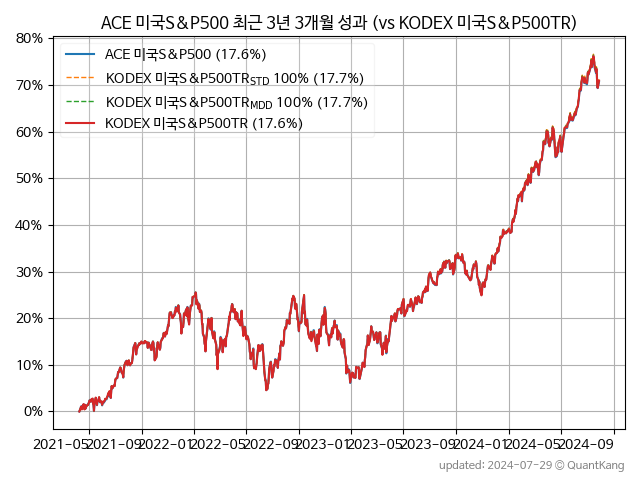 ACE 미국S&P500 최근 3년 3개월 성과 (vs KODEX 미국S&P500TR)
80%
70%
60%
50%
40%
30%
20%
10%
0%
ACE 미국S&P500 (17.6%)
KODEX 미국S&P500TR_STD 100% (17.7%)
KODEX 미국S&P500TR_MDD 100% (17.7%)
KODEX 미국S&P500TR (17.6%)
2021-05 2021-09 2022-01 2022-05 2022-09 2023-01 2023-05 2023-09 2024-01 2024-05 2024-09
updated: 2024-07-29 © QuantKang